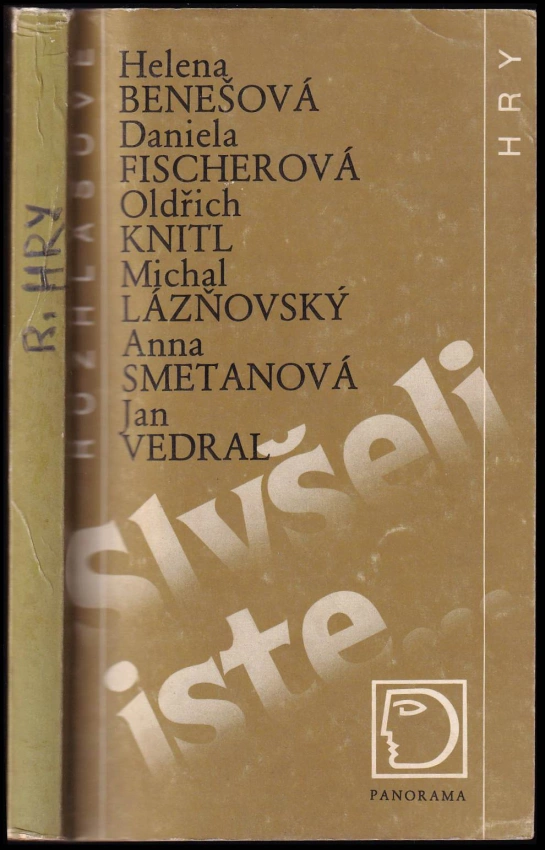 R. HRY
ROZHLASOVÉ
Helena
BENEŠOVÁ
Daniela
FISCHEROVÁ
Oldřich
KNITL
Michal
LÁZŇOVSKÝ
Anna
SMETANOVÁ
Jan
VEDRAL
HRY
Slyšeli
jste...
PANORAMA